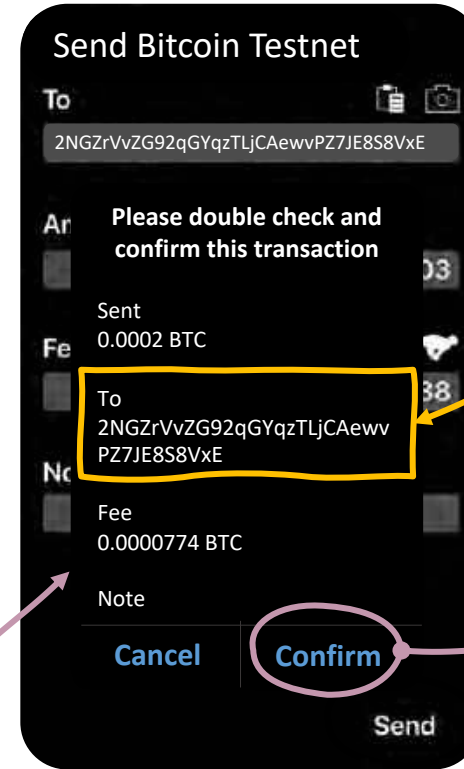 Send Bitcoin Testnet
To
2NGZrVvZG92qGYqzTLjCAewvPZ7JE8S8VxE
Please double check and
confirm this transaction
Sent
0.0002 BTC
To
2NGZrVvZG92qGYqzTLjCAewv
PZ7JE8S8VxE
Fee
0.0000774 BTC
Note
Cancel Confirm
Send